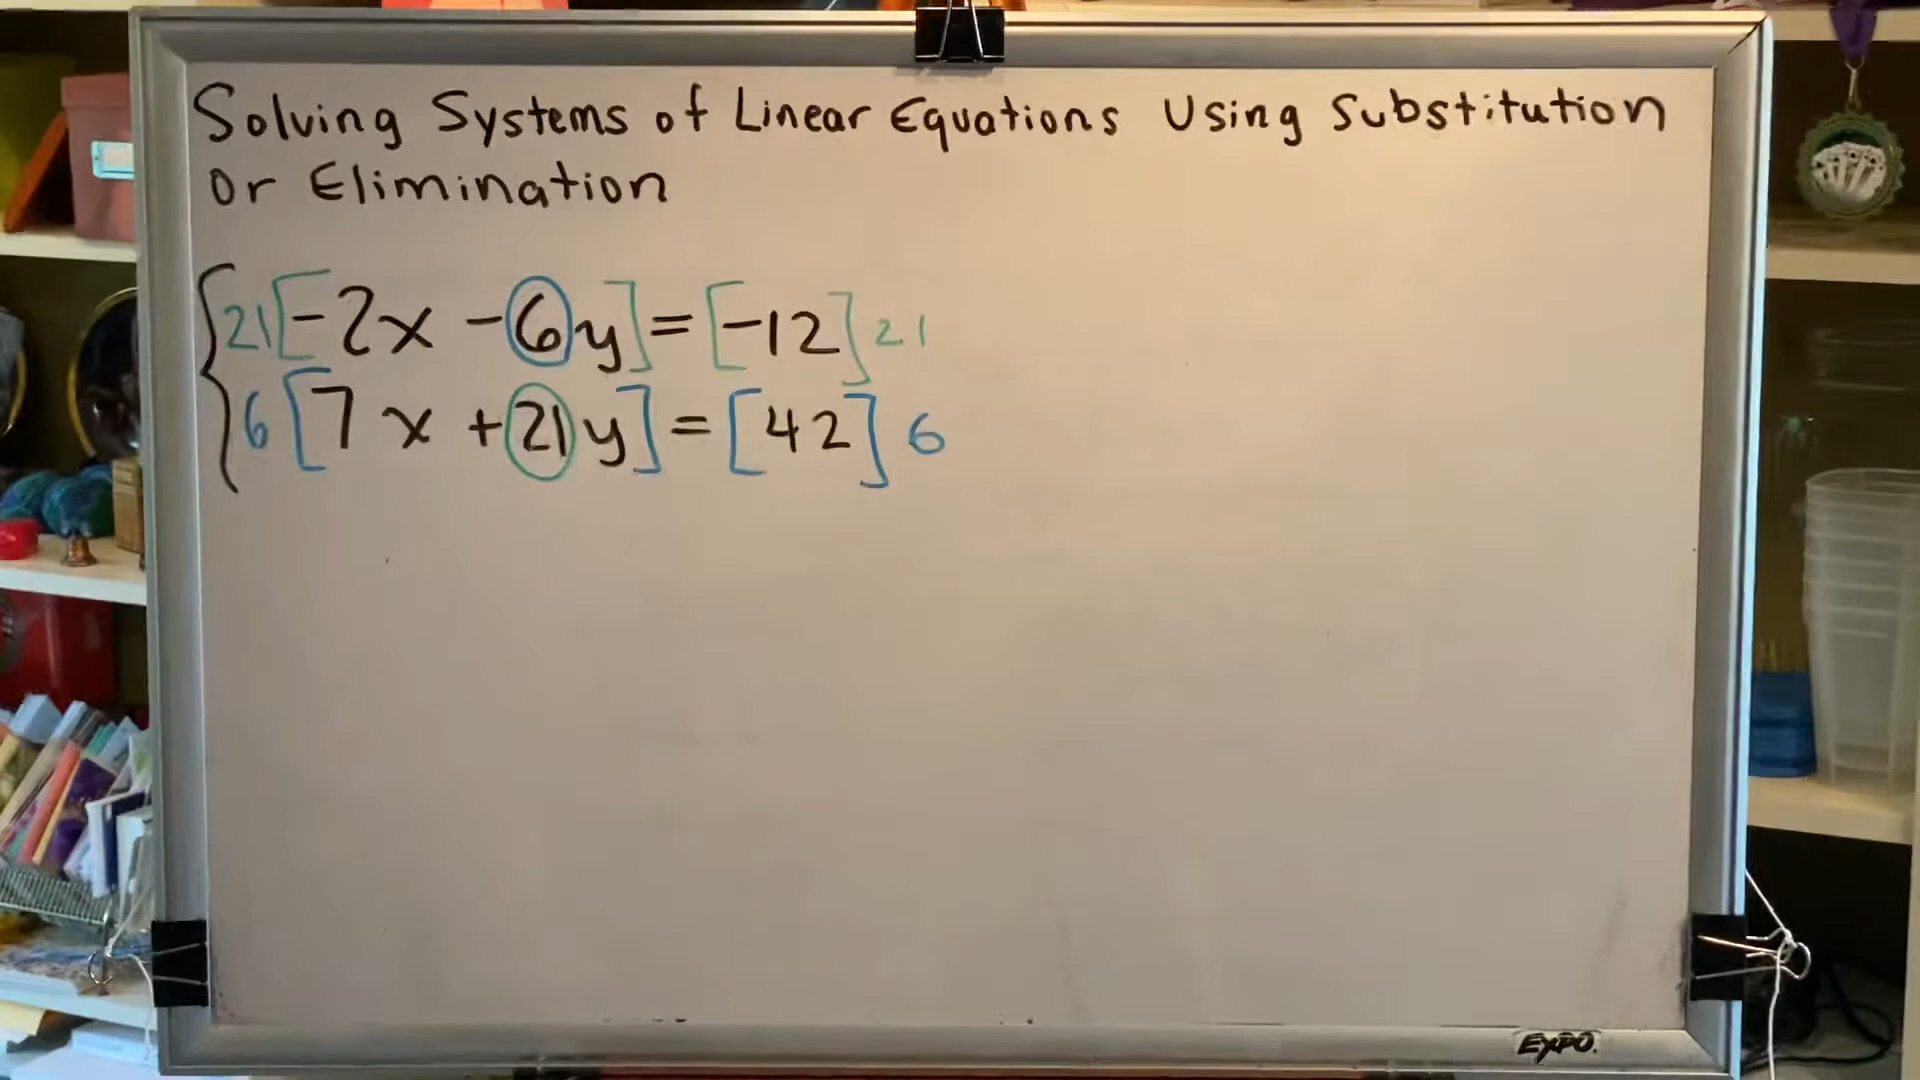 Solving Systems of Linear Equations Using Substitution
Or Elimination
21[-2x -6y]=[-12]21
6[7x +21y]=[42]6
EXPO.